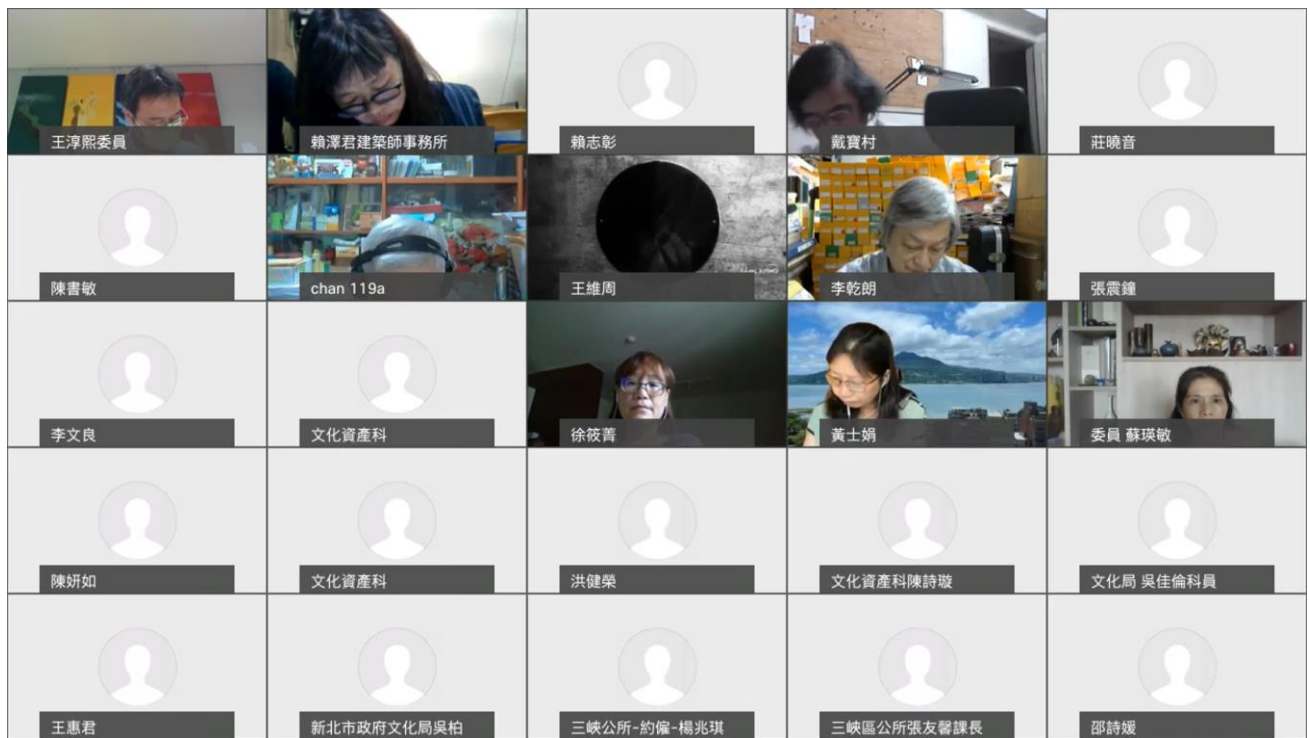 王淳熙委員
賴澤君建築師事務所
賴志彰
戴寶村
莊曉音
陳書敏
chan 119a
王維周
李乾朗
張震鐘
李文良
文化資產科
徐筱菁
黃士娟
委員 蘇瑛敏
陳妍如
文化資產科
洪健榮
文化資產科陳詩璇
文化局 吳佳倫科員
王惠君
新北市政府文化局吳柏
三峽公所-約僱-楊兆琪
三峽區公所張友馨課長
邵詩媛